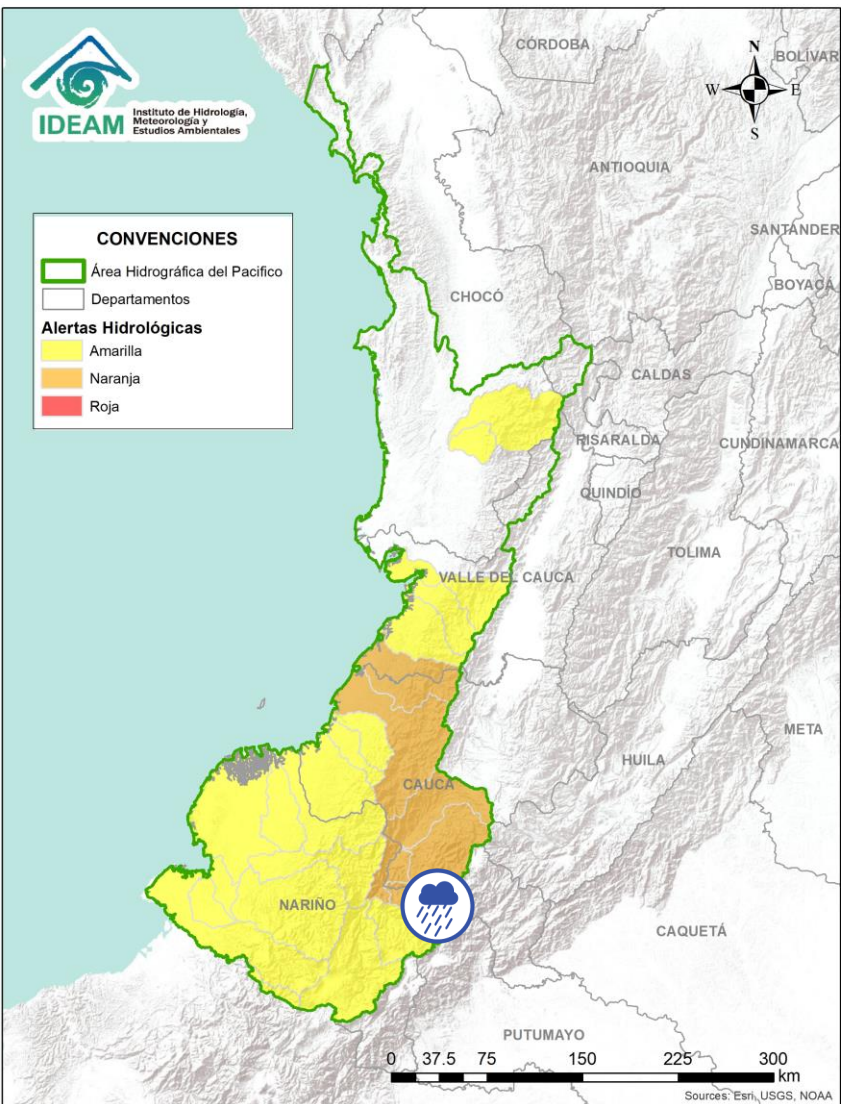 IDEAM
Instituto de Hidrología,
Meteorología y
Estudios Ambientales
N
W
E
S
CONVENCIONES
Área Hidrográfica del Pacifico
Departamentos
Alertas Hidrológicas
Amarilla
Naranja
Roja
CÓRDOBA
BOLÍVAR
ANTIOQUIA
SANTANDER
BOYACÁ
CHOCÓ
CALDAS
RISARALDA
CUNDINAMARCA
QUINDÍO
TOLIMA
VALLE DEL CAUCA
META
HUILA
CAUCA
NARIÑO
CAQUETÁ
PUTUMAYO
0 37.5 75 150 225 300
km
Sources: Esri, USGS, NOAA